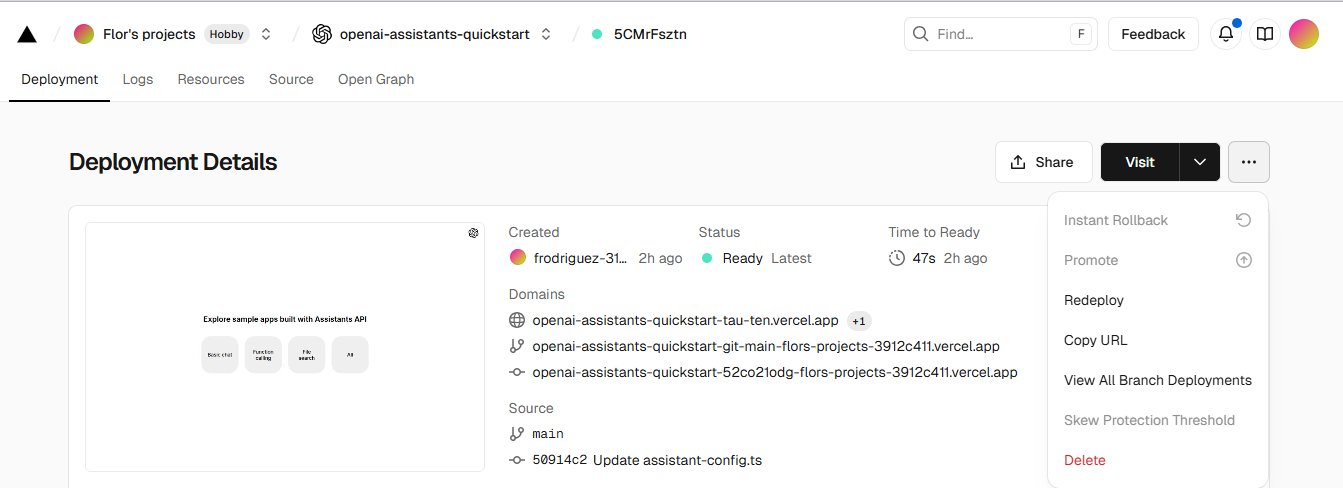 Flor's projects Hobby openai-assistants-quickstart 5CMrFsztn Find... F Feedback
Deployment Logs Resources Source Open Graph
Deployment Details Share Visit
Explore sample apps built with Assistants API
Basic chat
Function
calling
File
search
All
Created Status Time to Ready
frodriguez-31... 2h ago Ready Latest 47s 2h ago
Domains
openai-assistants-quickstart-tau-ten.vercel.app +1
openai-assistants-quickstart-git-main-flors-projects-3912c411.vercel.app
openai-assistants-quickstart-52co21odg-flors-projects-3912c411.vercel.app
Source
main
50914c2 Update assistant-config.ts
Instant Rollback
Promote
Redeploy
Copy URL
View All Branch Deployments
Skew Protection Threshold
Delete